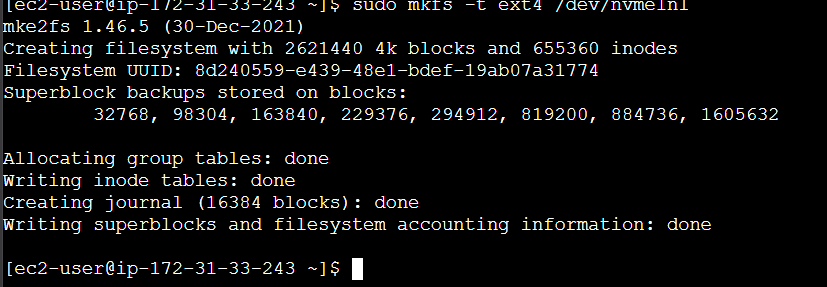 [ec2-user@ip-172-31-33-243 ~]$ sudo mkfs -t ext4 /dev/nvme1n1
mke2fs 1.46.5 (30-Dec-2021)
Creating filesystem with 2621440 4k blocks and 655360 inodes
Filesystem UUID: 8d240559-e439-48e1-bdef-19ab07a31774
Superblock backups stored on blocks:
32768, 98304, 163840, 229376, 294912, 819200, 884736, 1605632
Allocating group tables: done
Writing inode tables: done
Creating journal (16384 blocks): done
Writing superblocks and filesystem accounting information: done
[ec2-user@ip-172-31-33-243 ~]$